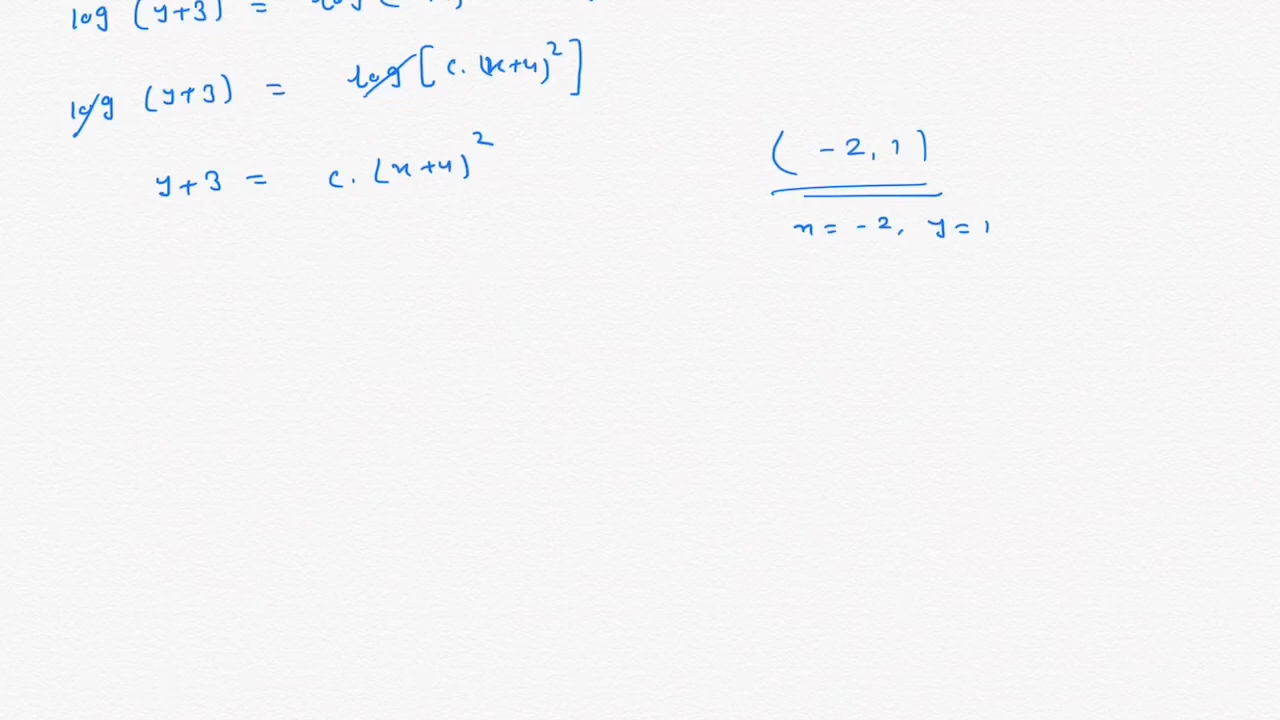 log (y+3) =
log (y+3) = log [c. (x+4)²]
y+3 = c. (x+4)²
(-2, 1)
x = -2, y = 1